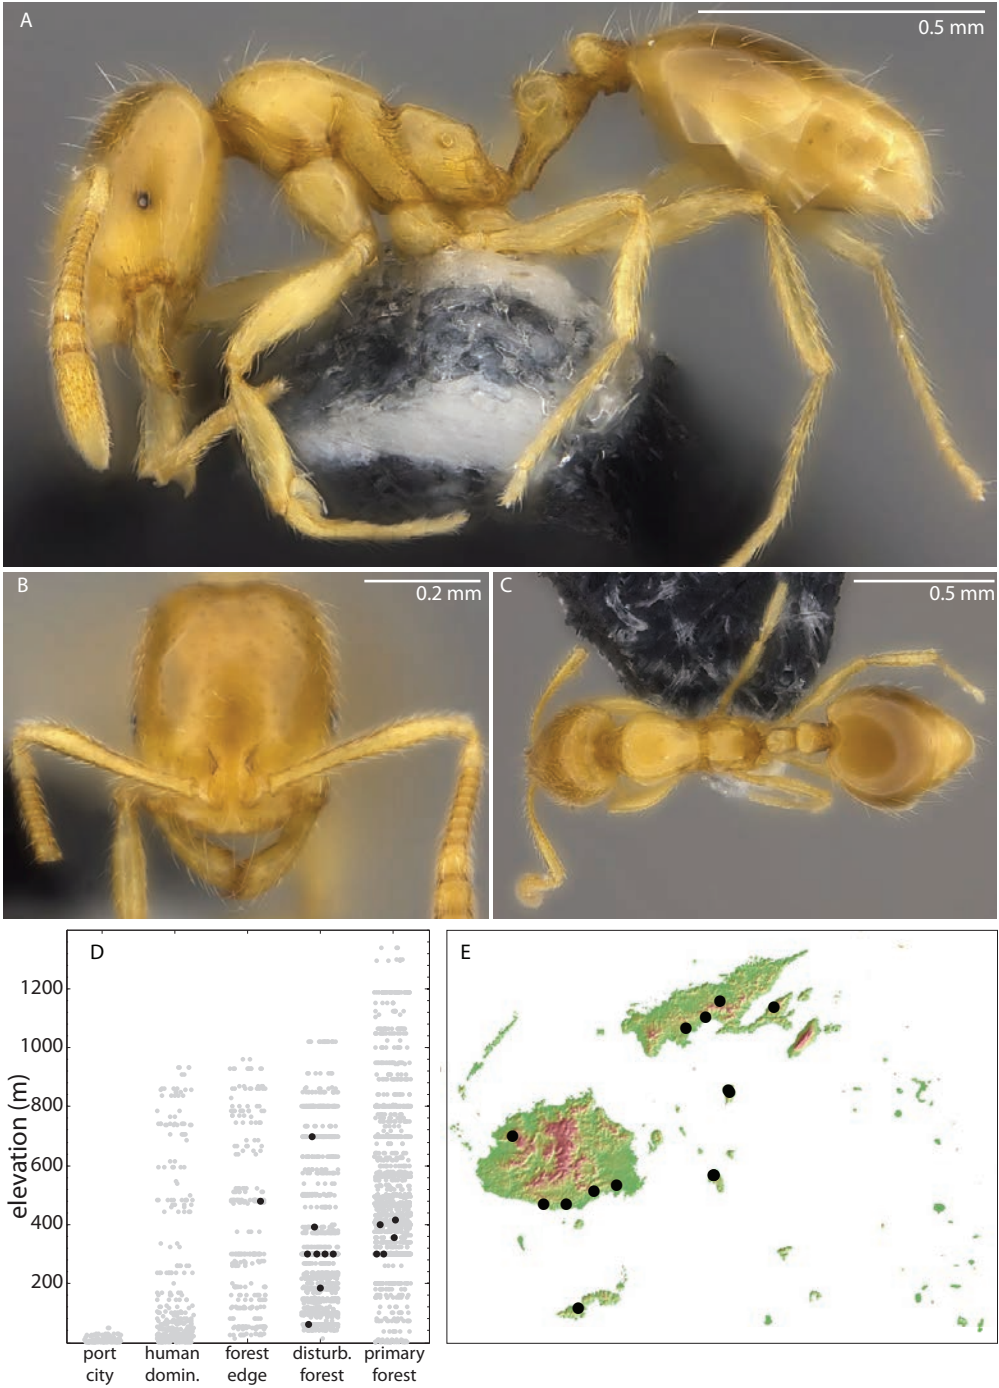 A
0.5 mm
B
0.2 mm
C
0.5 mm
D
1200
1000
800
600
400
200
elevation (m)
port city
human domin.
forest edge
disturb. forest
primary forest
E